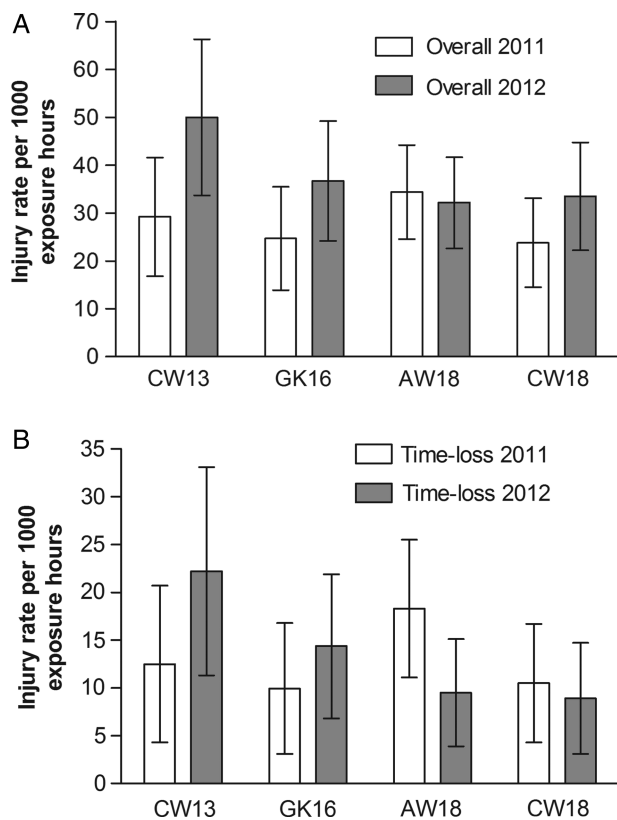 A
Injury rate per 1000
exposure hours
70
60
50
40
30
20
10
0
Overall 2011
Overall 2012
CW13 GK16 AW18 CW18
B
Injury rate per 1000
exposure hours
35
30
25
20
15
10
5
0
Time-loss 2011
Time-loss 2012
CW13 GK16 AW18 CW18